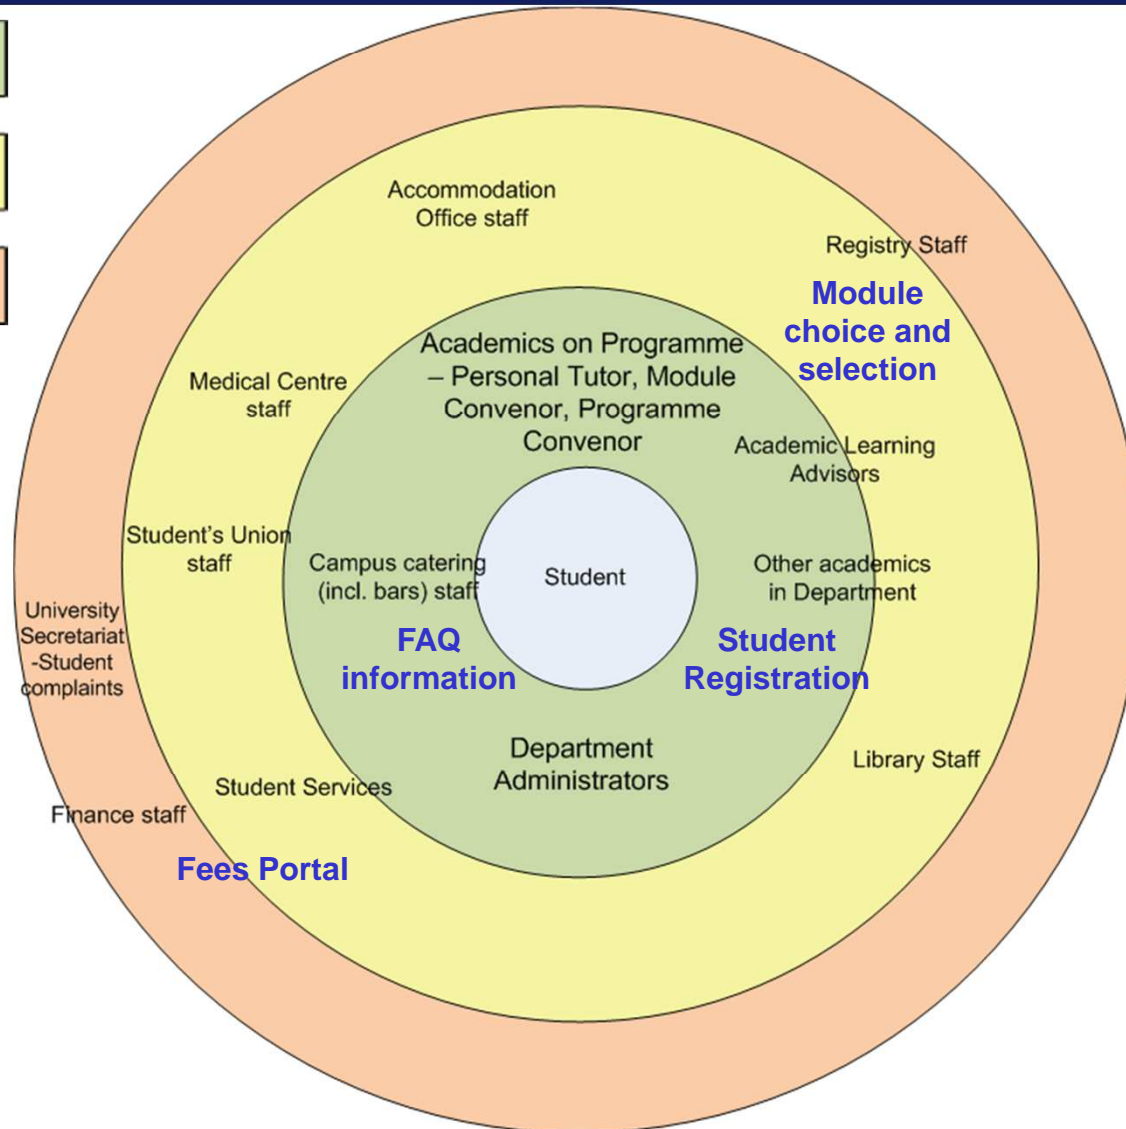 Accommodation
Office staff
Registry Staff
Module
choice and
selection
Academics on Programme
– Personal Tutor, Module
Convenor, Programme
Convenor
Medical Centre
staff
Academic Learning
Advisors
Student's Union
staff
Campus catering
(incl. bars) staff
Student
Other academics
in Department
University
Secretariat
-Student
complaints
FAQ
information
Student
Registration
Department
Administrators
Library Staff
Student Services
Finance staff
Fees Portal